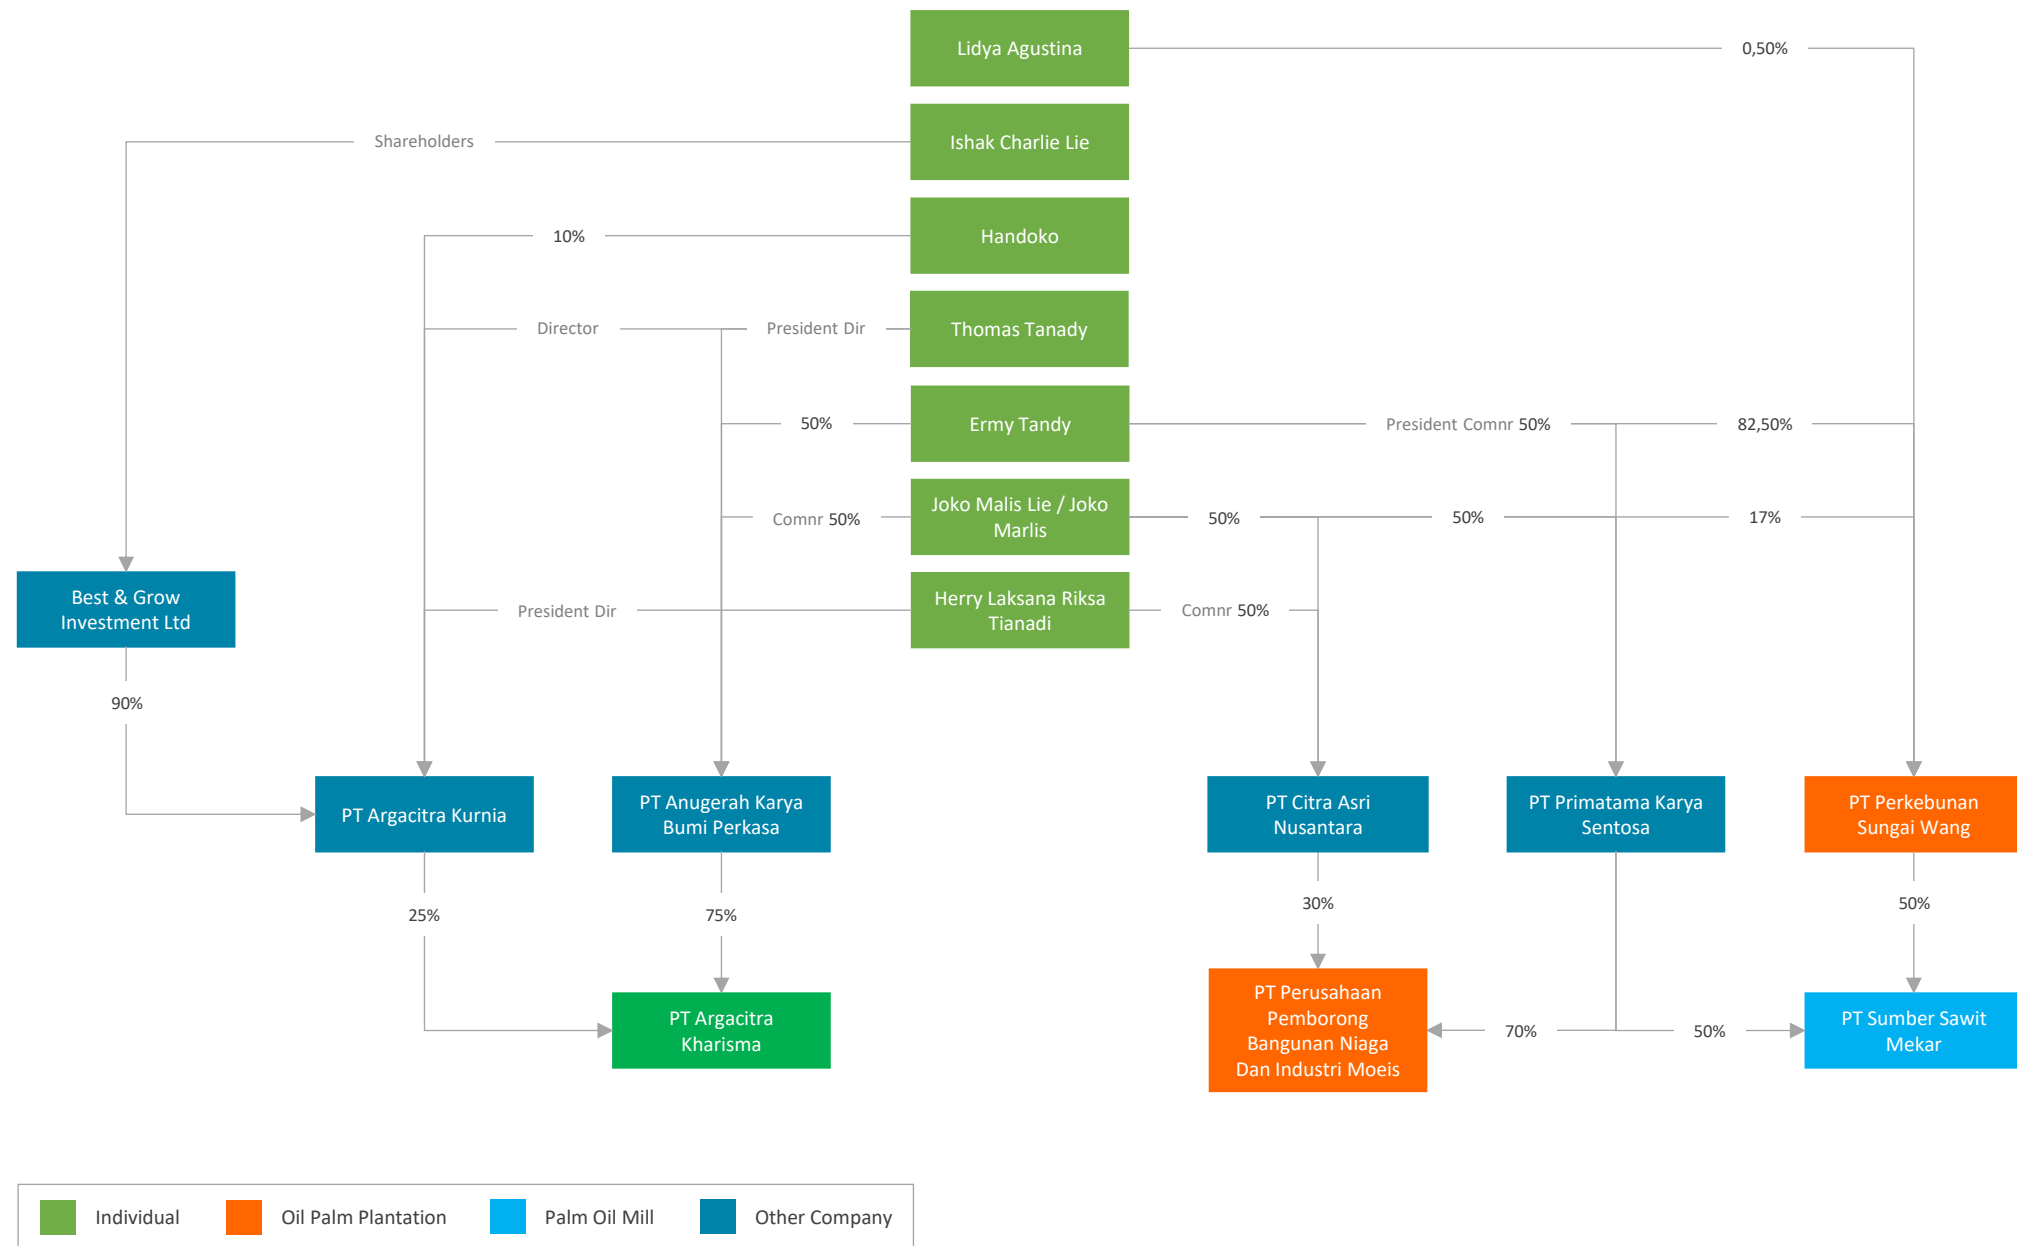 Lidya Agustina
0,50%
Shareholders
Ishak Charlie Lie
10%
Handoko
Director
President Dir
Thomas Tanady
50%
Ermy Tandy
President Comnr 50%
82,50%
Comnr 50%
Joko Malis Lie / Joko
Marlis
50%
50%
17%
Best & Grow
Investment Ltd
President Dir
Herry Laksana Riksa
Tianadi
Comnr 50%
90%
PT Argacitra Kurnia
PT Anugerah Karya
Bumi Perkasa
PT Citra Asri
Nusantara
PT Primatama Karya
Sentosa
PT Perkebunan
Sungai Wang
25%
75%
30%
50%
PT Argacitra
Kharisma
PT Perusahaan
Pemborong
Bangunan Niaga
Dan Industri Moeis
70%
50%
PT Sumber Sawit
Mekar
Individual
Oil Palm Plantation
Palm Oil Mill
Other Company